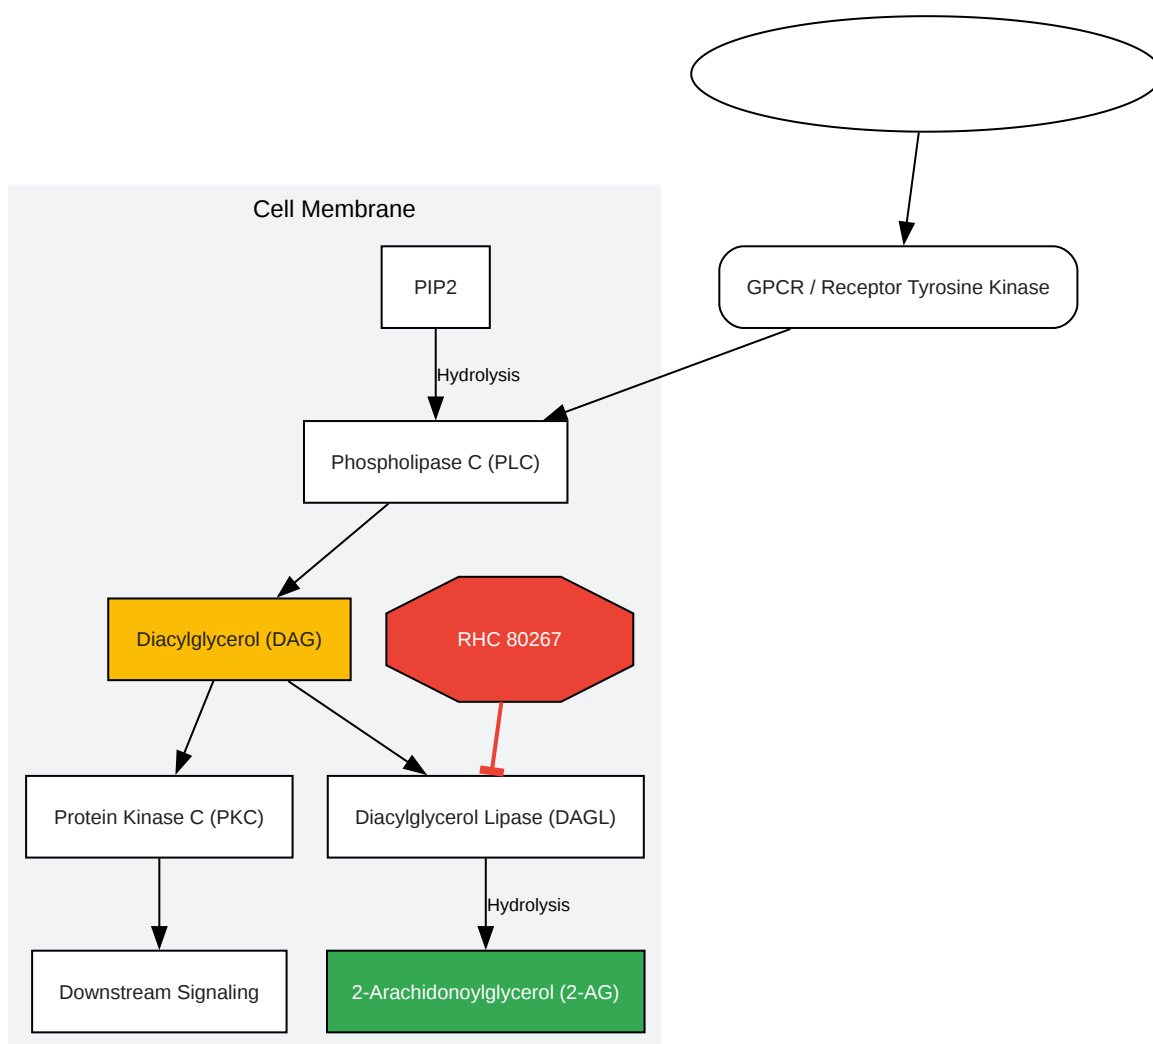 Cell Membrane
PIP2
GPCR / Receptor Tyrosine Kinase
Hydrolysis
Phospholipase C (PLC)
Diacylglycerol (DAG)
RHC 80267
Protein Kinase C (PKC)
Diacylglycerol Lipase (DAGL)
Hydrolysis
Downstream Signaling
2-Arachidonoylglycerol (2-AG)